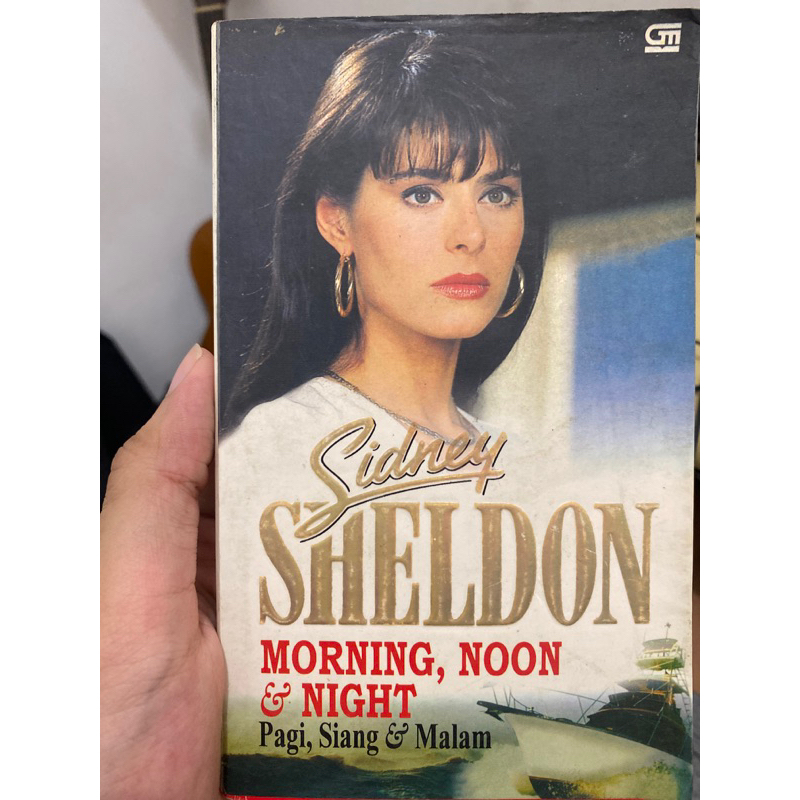 GM
Sidney
SHELDON
MORNING, NOON
& NIGHT
Pagi, Siang & Malam